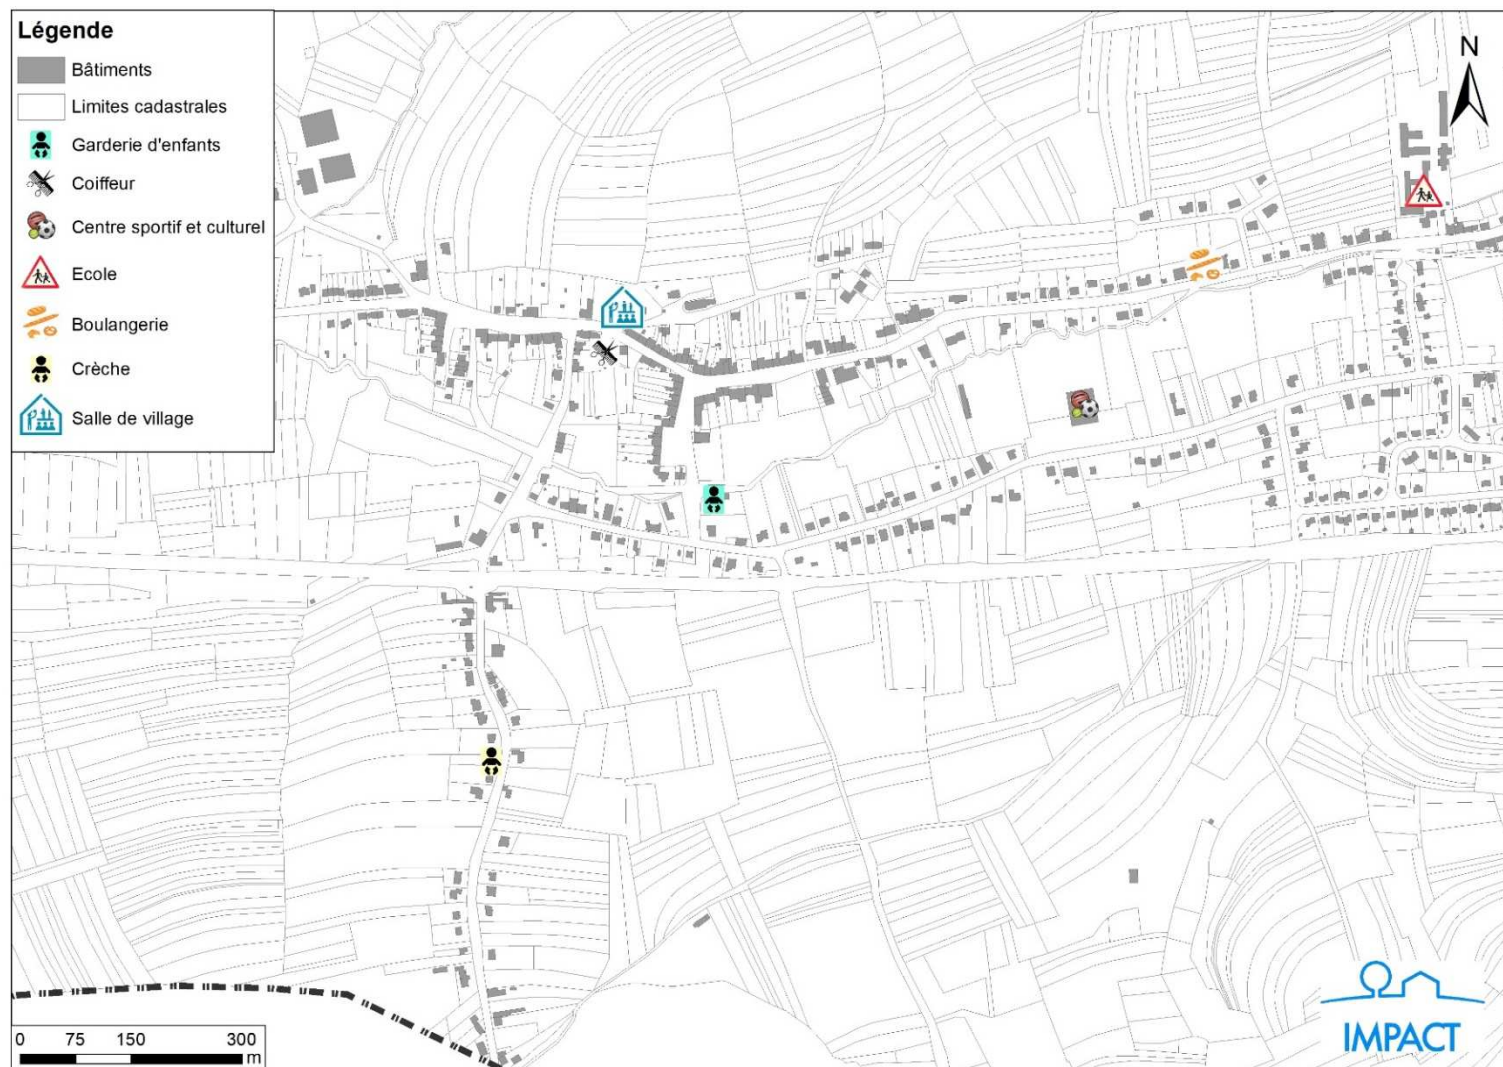 Légende
Bâtiments
Limites cadastrales
Garderie d'enfants
Coiffeur
Centre sportif et culturel
Ecole
Boulangerie
Crèche
Salle de village
N
0 75 150 300
m
IMPACT